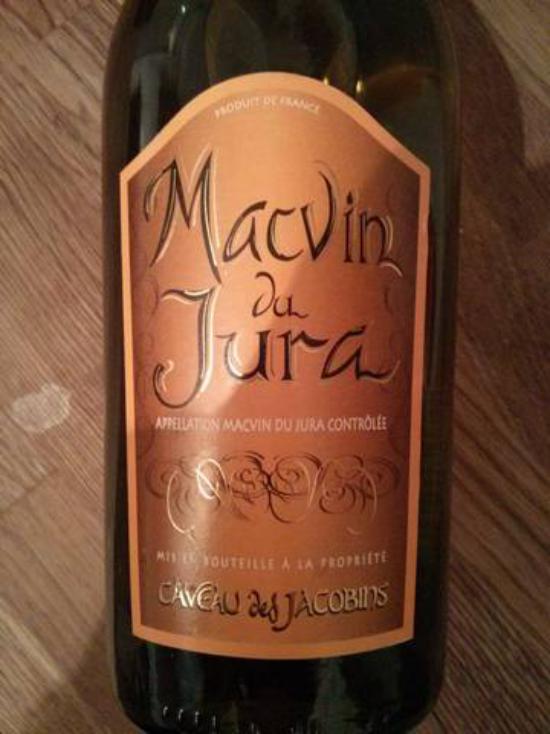 PRODUIT DE FRANCE
Macvin
du
Jura
APPELLATION MACVIN DU JURA CONTRÔLÉE
MIS EN BOUTEILLE À LA PROPRIÉTÉ
CAVEAU des JACOBINS